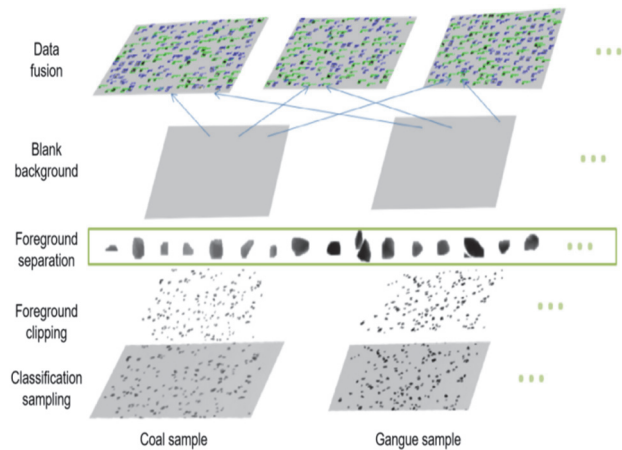 Data
fusion
Blank
background
Foreground
separation
Foreground
clipping
Classification
sampling
Coal sample
Gangue sample